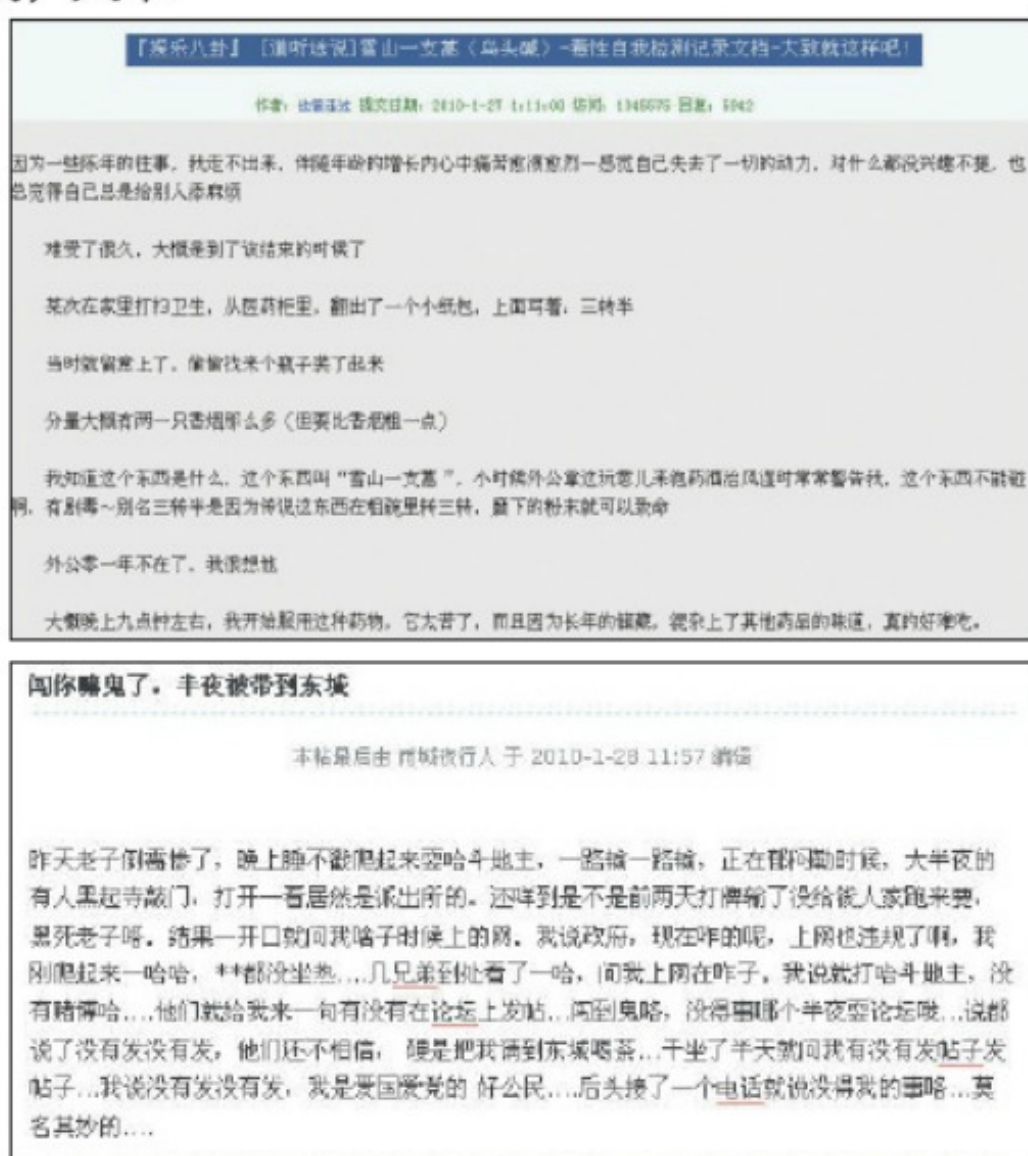 『娱乐八卦』 [道听途说]雪山一支蒿（乌头碱）-毒性自我检测记录文档-大致就这样吧！
作者： 提交日期：2010-1-27 1:11:00 访问： 回复：
因为一些陈年的往事，我走不出来，伴随年龄的增长内心中痛苦愈演愈烈—感觉自己失去了一切的动力，对什么都没兴趣不提，也
总觉得自己总是给别人添麻烦
难受了很久，大概是到了该结束的时候了
某次在家里打扫卫生，从医药柜里，翻出了一个小纸包，上面写着：三转半
当时就留意上了，偷偷找来个瓶子装了起来
分量大概有两一只香烟那么多（但要比香烟粗一点）
我知道这个东西是什么，这个东西叫“雪山一支蒿”，小时候外公拿这玩意儿来泡药酒治风湿时常常警告我，这个东西不能碰
啊，有剧毒～别名三转半是因为传说这东西在粗碗里转三转，磨下的粉末就可以致命
外公零一年不在了，我很想他
大概晚上九点钟左右，我开始服用这种药物，它太苦了，而且因为长年的储藏，混杂上了其他药品的味道，真的好难吃。
闯你嘛鬼了。半夜被带到东城
本帖最后由 雨城夜行人 于 2010-1-28 11:57 编辑
昨天老子倒霉惨了，晚上睡不戳爬起来耍哈斗地主，一路输一路输，正在郁闷勒时候，大半夜的
有人黑起寺敲门，打开一看居然是派出所的。还咩到是不是前两天打牌输了没给钱人家跑来要，
黑死老子呀。结果一开口就问我啥子时候上的网。我说政府，现在咋的呢，上网也违规了啊，我
刚爬起来一哈哈，**都没坐热....几兄弟到处看了一哈，问我上网在咋子，我说就打哈斗地主，没
有赌博哈....他们就给我来一句有没有在论坛上发帖...闯到鬼咯，没得事哪个半夜耍论坛哦...说都
说了没有发没有发，他们还不相信， 硬是把我请到东城喝茶...干坐了半天就问我有没有发帖子发
帖子...我说没有发没有发，我是爱国爱党的 好公民....后头接了一个电话就说没得我的事咯...莫
名其妙的....